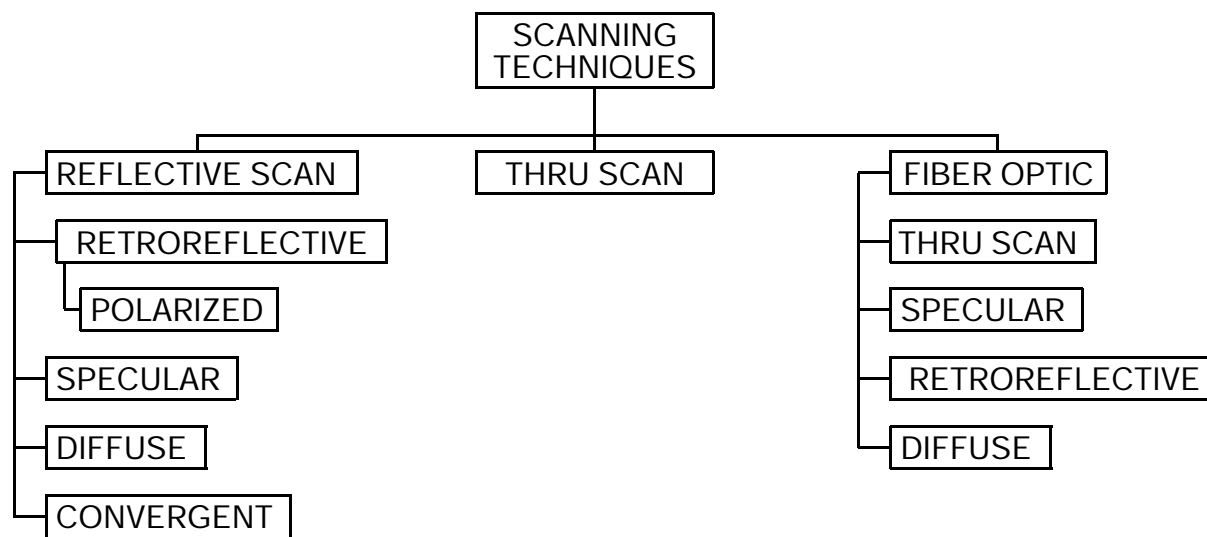 SCANNING
TECHNIQUES
REFLECTIVE SCAN
THRU SCAN
FIBER OPTIC
RETROREFLECTIVE
THRU SCAN
POLARIZED
SPECULAR
SPECULAR
RETROREFLECTIVE
DIFFUSE
DIFFUSE
CONVERGENT